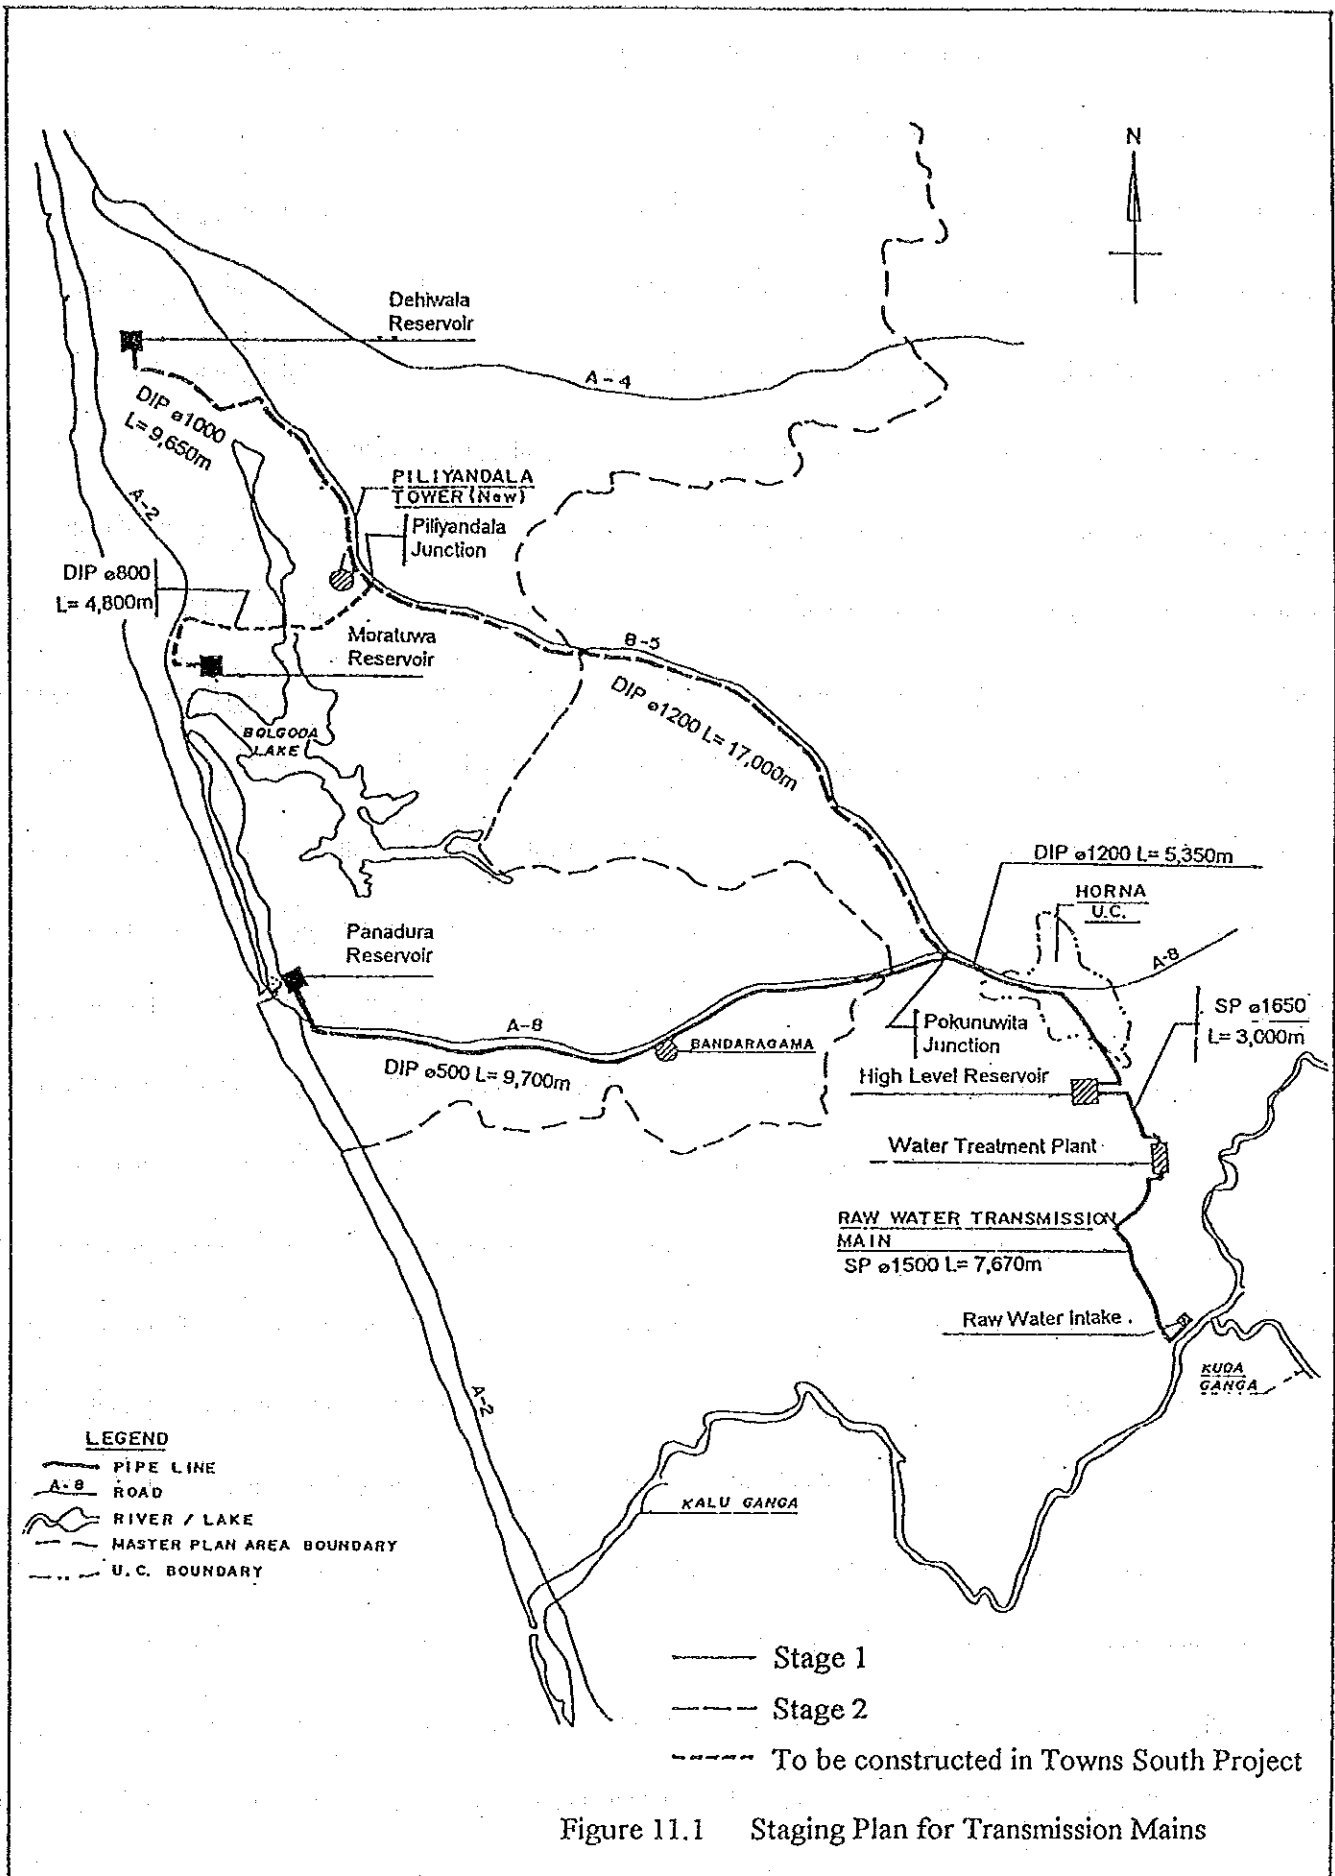 N
Dehiwala
Reservoir
A-4
DIP ø1000
L= 9,650m
A-2
PILIYANDALA
TOWER (New)
Piliyandala
Junction
DIP ø800
L= 4,800m
Moratuwa
Reservoir
B-5
DIP ø1200 L= 17,000m
BOLGODA
LAKE
DIP ø1200 L= 5,350m
HORNA
U.C.
Panadura
Reservoir
A-8
SP ø1650
L= 3,000m
A-8
Pokunuwita
Junction
BANDARAGAMA
DIP ø500 L= 9,700m
High Level Reservoir
Water Treatment Plant
RAW WATER TRANSMISSION
MAIN
SP ø1500 L= 7,670m
Raw Water Intake
KUDA
GANGA
A-2
LEGEND
PIPE LINE
A-8 ROAD
RIVER / LAKE
MASTER PLAN AREA BOUNDARY
U.C. BOUNDARY
KALU GANGA
Stage 1
Stage 2
To be constructed in Towns South Project
Figure 11.1 Staging Plan for Transmission Mains